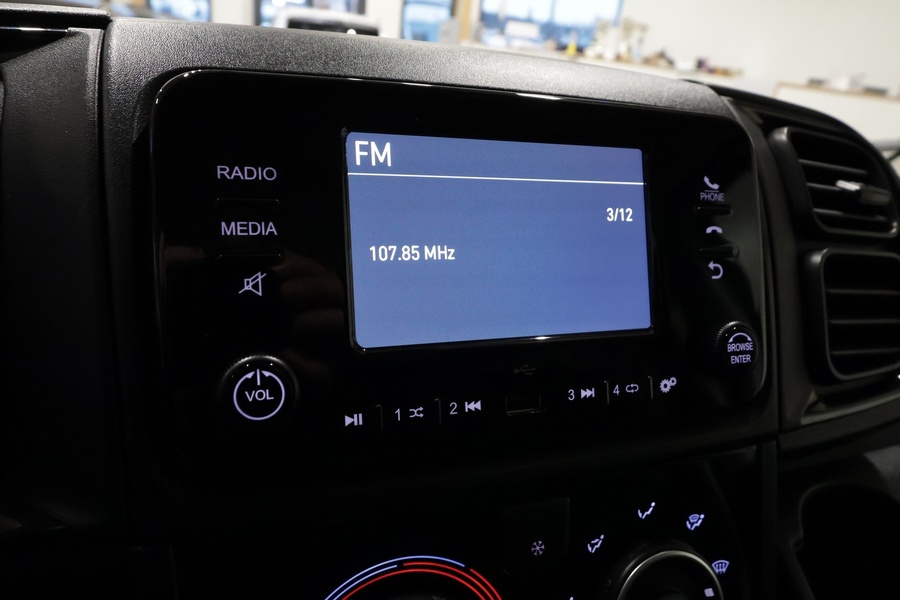 FM
3/12
107.85 MHz
RADIO
MEDIA
VOL
1
2
3
4
PHONE
BROWSE
ENTER